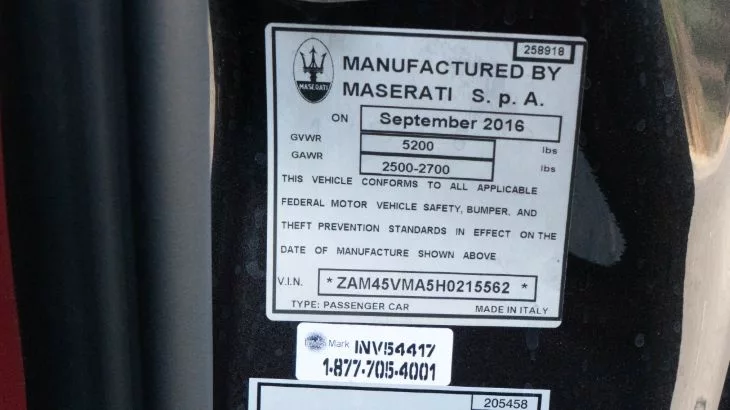 258918
MASERATI
MANUFACTURED BY
MASERATI S. p. A.
ON September 2016
GVWR 5200 lbs
GAWR 2500-2700 lbs
THIS VEHICLE CONFORMS TO ALL APPLICABLE
FEDERAL MOTOR VEHICLE SAFETY, BUMPER. AND
THEFT PREVENTION STANDARDS IN EFFECT ON THE
DATE OF MANUFACTURE SHOWN ABOVE
V.I.N. * ZAM45VMA5H0215562 *
TYPE: PASSENGER CAR MADE IN ITALY
Mark INV54417
1-877-705-4001
205458